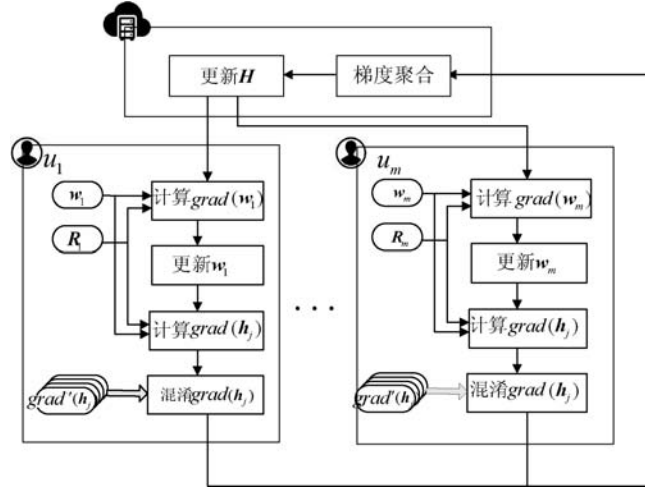 更新H
梯度聚合
u1
w1
R1
计算grad(w1)
更新w1
计算grad(hj)
混淆grad(hj)
grad'(hj)
...
um
wm
Rm
计算grad(wm)
更新wm
计算grad(hj)
混淆grad(hj)
grad'(h